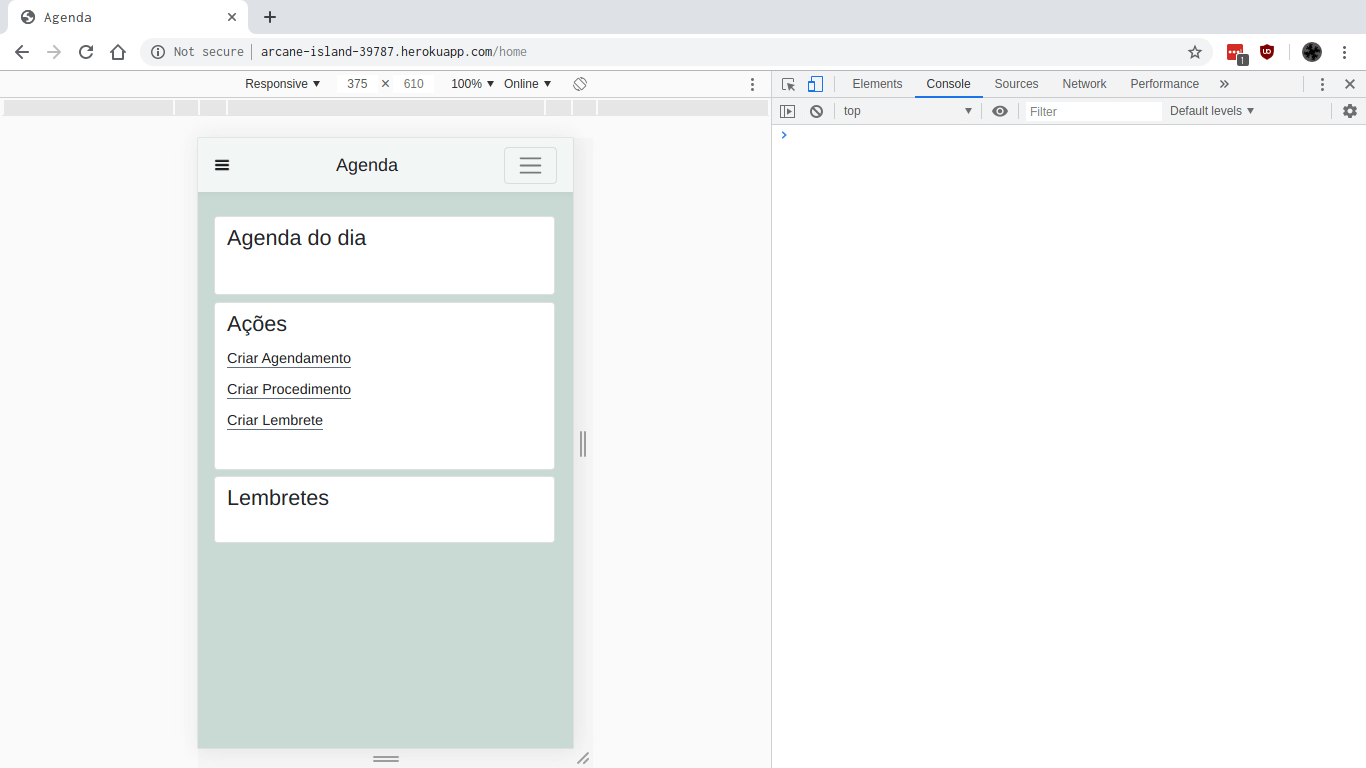 Agenda
Not secure arcane-island-39787.herokuapp.com/home
1
Responsive 375 × 610 100% Online
Elements Console Sources Network Performance
top Filter Default levels
Agenda
Agenda do dia
Ações
Criar Agendamento
Criar Procedimento
Criar Lembrete
Lembretes